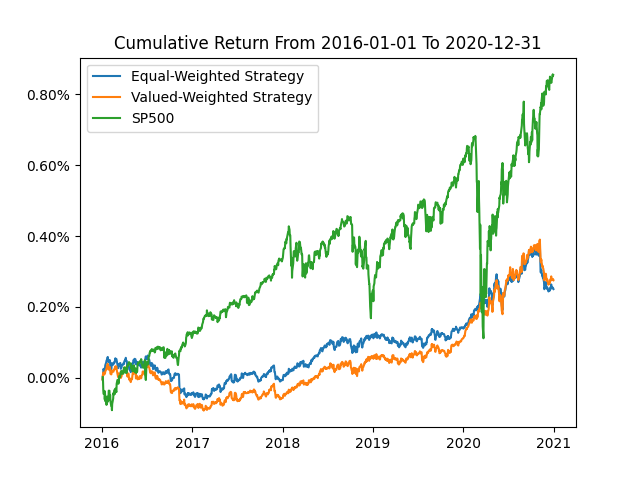 Cumulative Return From 2016-01-01 To 2020-12-31
Equal-Weighted Strategy
Valued-Weighted Strategy
SP500
0.80%
0.60%
0.40%
0.20%
0.00%
2016 2017 2018 2019 2020 2021